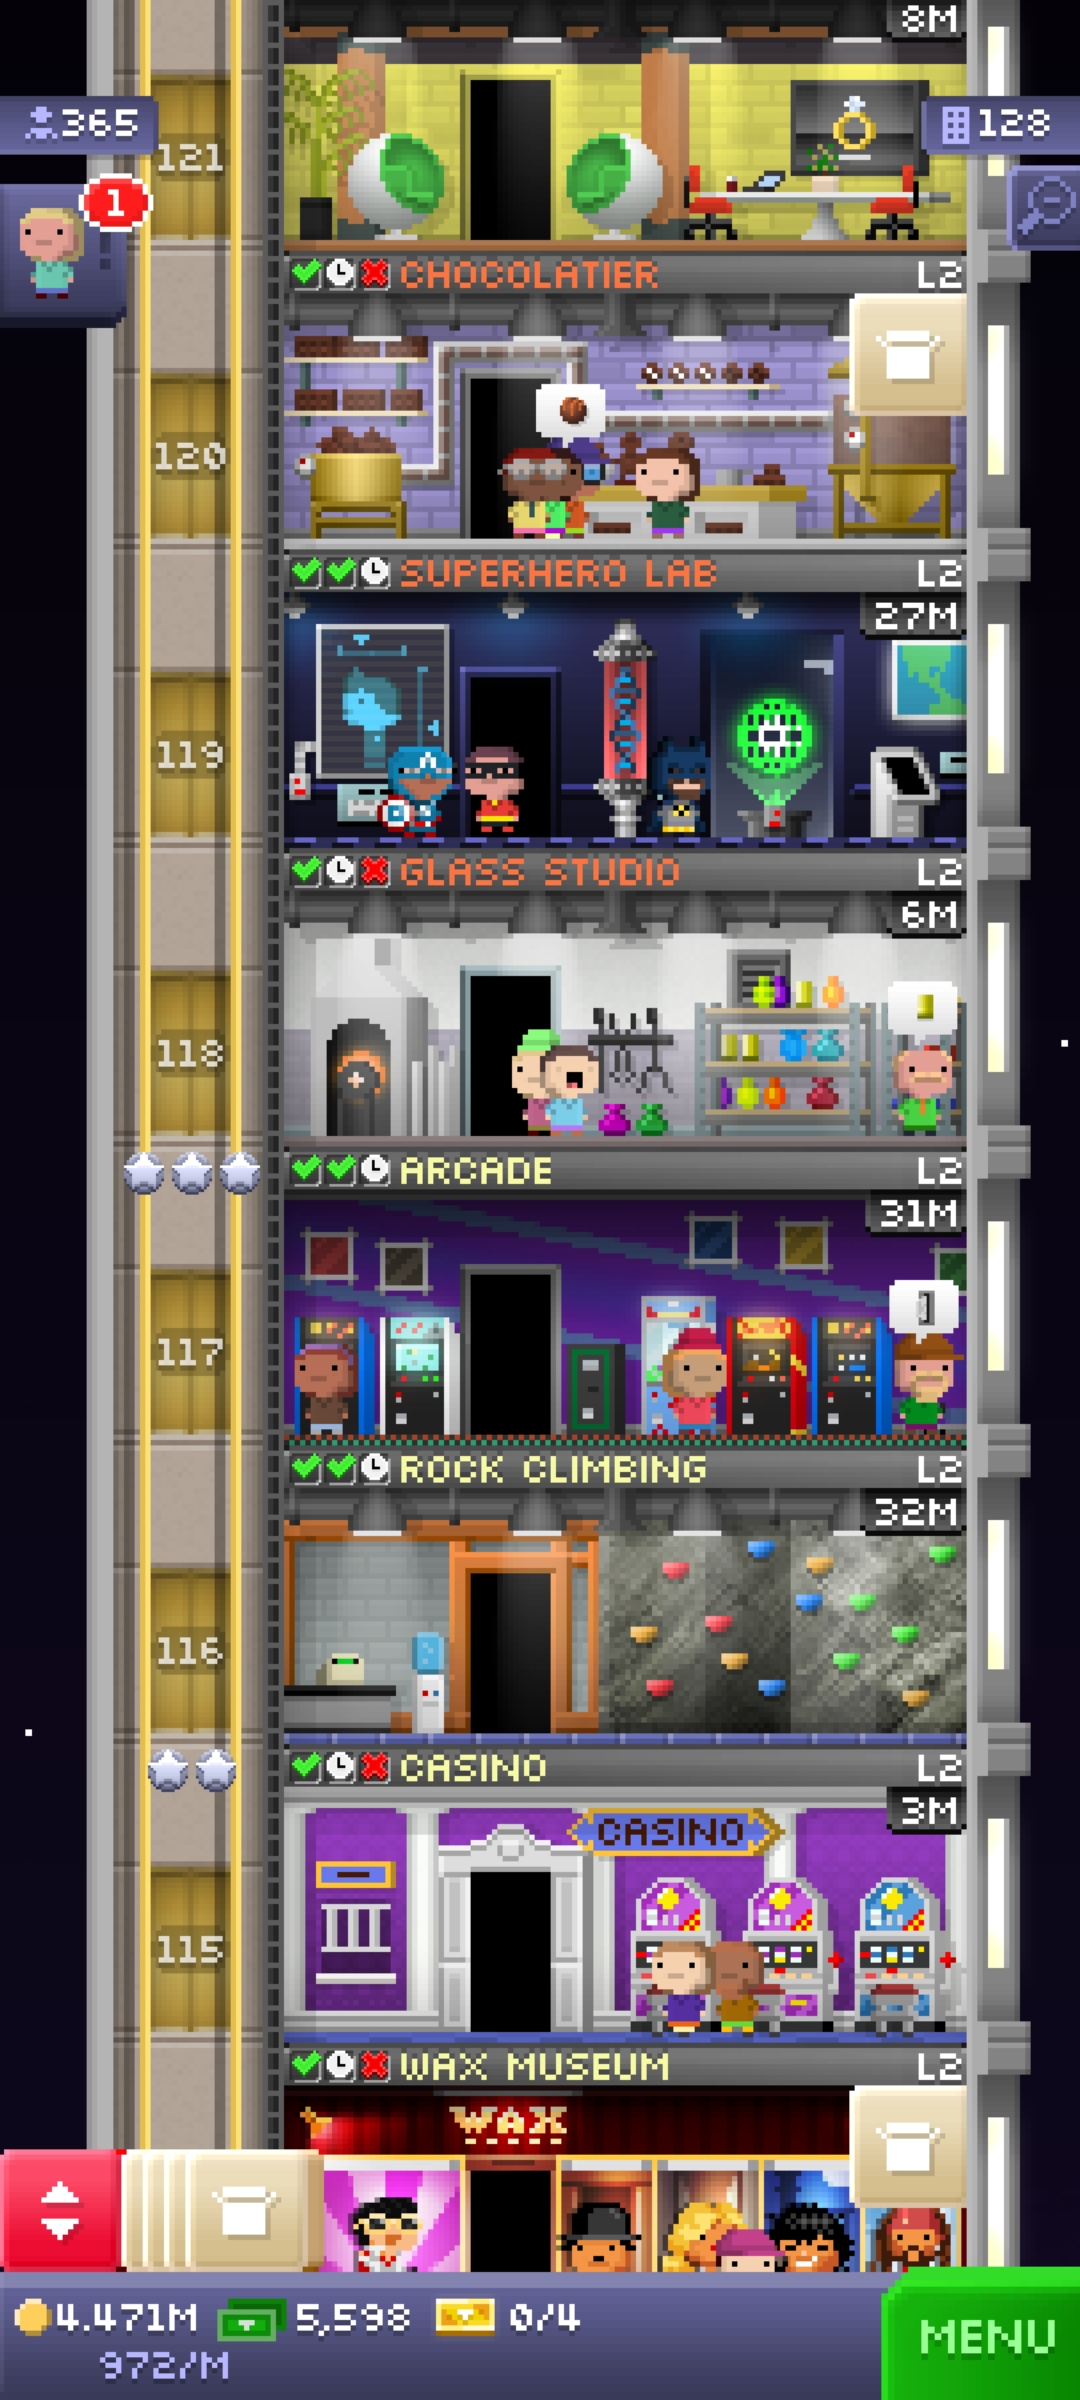 8M
365
128
121
1
CHOCOLATIER L2
120
SUPERHERO LAB L2
27M
119
GLASS STUDIO L2
6M
118
ARCADE L2
31M
117
ROCK CLIMBING L2
32M
116
CASINO L2
3M
CASINO
115
WAX MUSEUM L2
WAX
4.471M 5,598 0/4
972/M
MENU